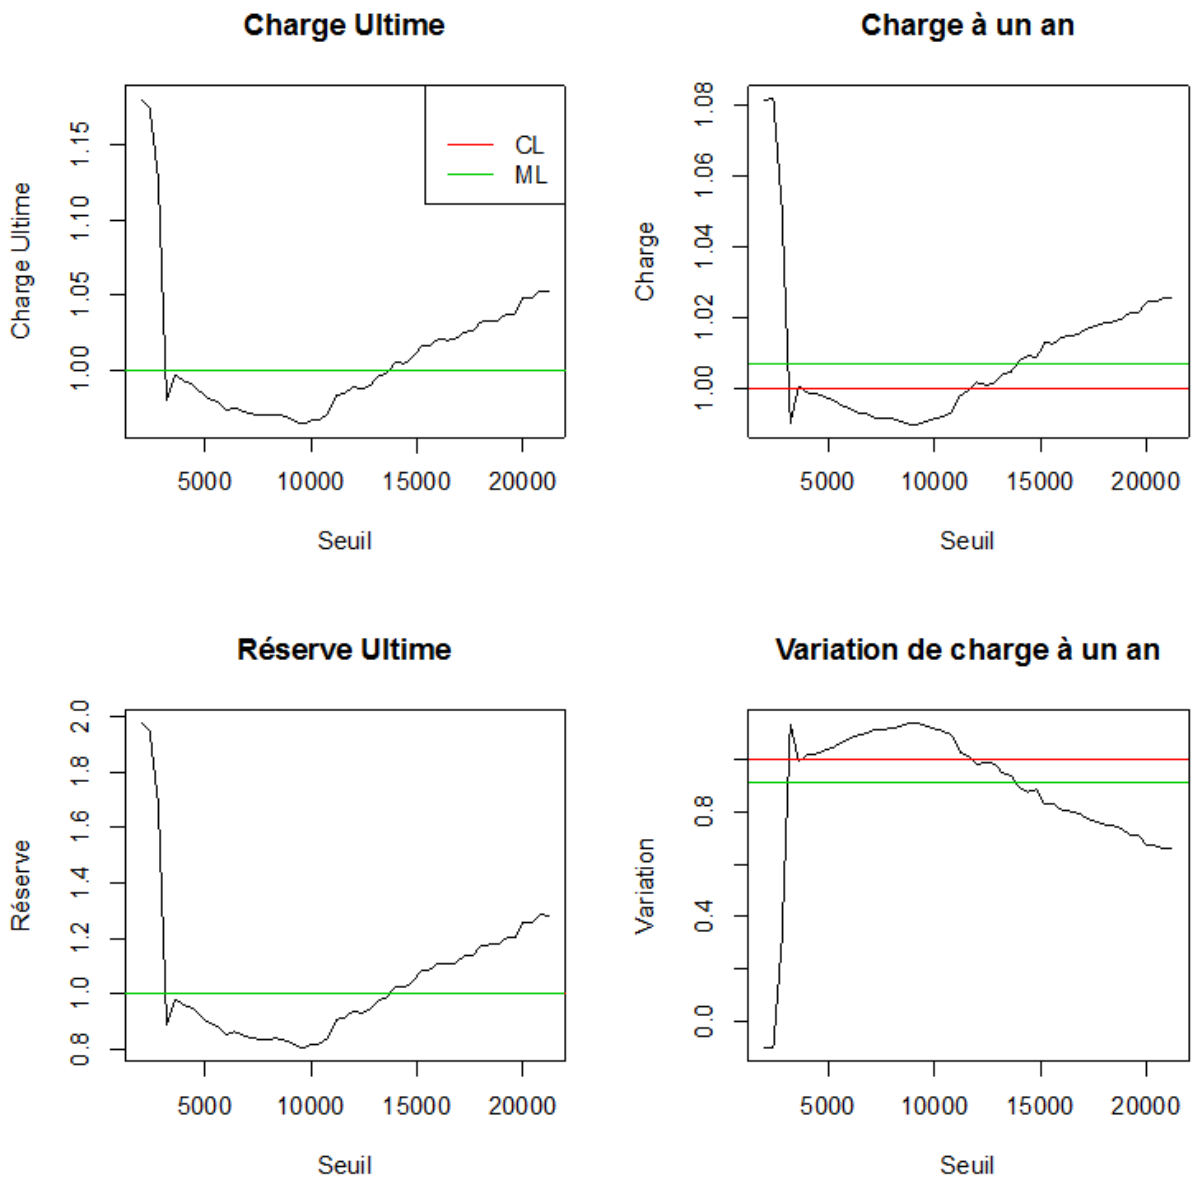 Charge Ultime
Charge Ultime
1.00 1.05 1.10 1.15
CL
ML
5000 10000 15000 20000
Seuil
Charge à un an
Charge
1.00 1.02 1.04 1.06 1.08
5000 10000 15000 20000
Seuil
Réserve Ultime
Réserve
0.8 1.0 1.2 1.4 1.6 1.8 2.0
5000 10000 15000 20000
Seuil
Variation de charge à un an
Variation
0.0 0.4 0.8
5000 10000 15000 20000
Seuil